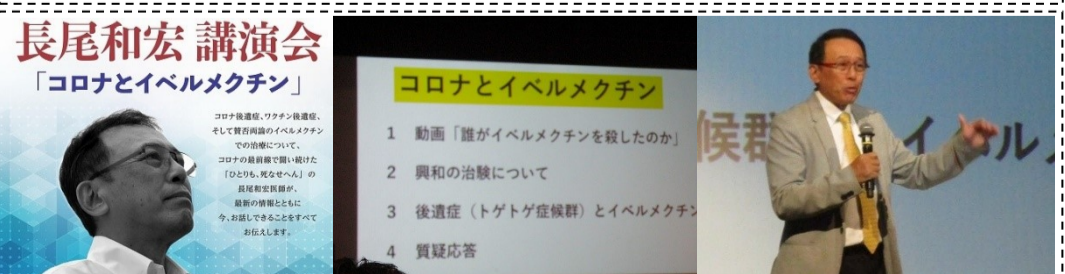 長尾和宏 講演会
「コロナとイベルメクチン」
コロナ後遺症、ワクチン後遺症、
そして賛否両論のイベルメクチン
での治療について、
コロナの最前線で闘い続けた
「ひとりも、死なせへん」の
長尾和宏医師が、
最新の情報とともに
今、お話しできることをすべて
お伝えします。
コロナとイベルメクチン
1 動画「誰がイベルメクチンを殺したのか」
2 興和の治験について
3 後遺症（トゲトゲ症候群）とイベルメクチン
4 質疑応答
候群
イベルメ